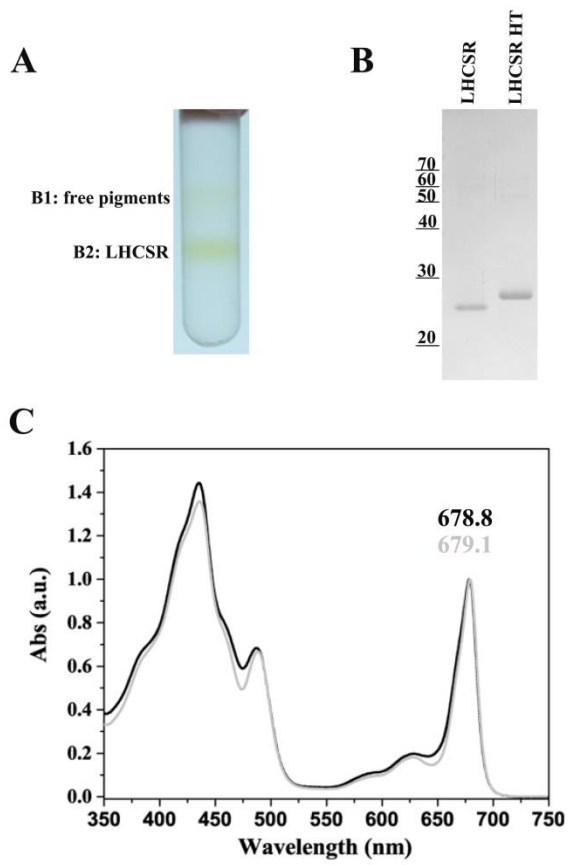 A
B1: free pigments
B2: LHCSR
B
LHCSR
LHCSR HT
70
60
50
40
30
20
C
678.8
679.1
Abs (a.u.)
1.6
1.4
1.2
1.0
0.8
0.6
0.4
0.2
0.0
350 400 450 500 550 600 650 700 750
Wavelength (nm)